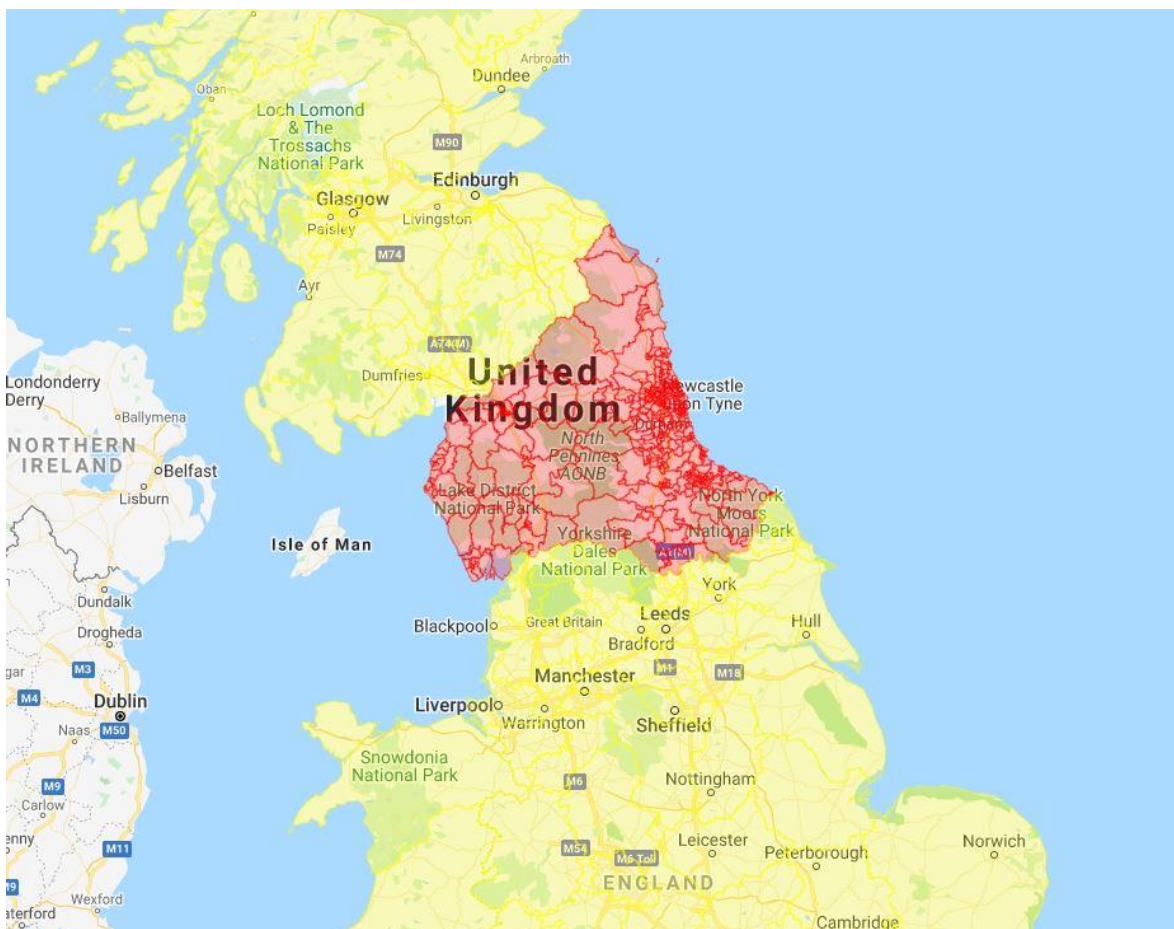 Arbroath
Dundee
Oban
Loch Lomond
& The
Trossachs
National Park
M90
Edinburgh
Glasgow
Livingston
Paisley
M74
Ayr
A74(M)
Dumfries
United
Kingdom
Newcastle
upon Tyne
Durham
North
Pennines
AONB
Londonderry
Derry
Ballymena
NORTHERN
IRELAND
Belfast
Lisburn
Lake District
National Park
North York
Moors
National Park
Isle of Man
Yorkshire
Dales
National Park
A1(M)
York
Dundalk
Drogheda
Blackpool
Great Britain
Leeds
Bradford
Hull
M3
M1
M18
gar
M4
Dublin
M50
Naas
Manchester
Liverpool
Warrington
Sheffield
Snowdonia
National Park
M9
Carlow
M6
Nottingham
enny
M11
M54
M6 Toll
Leicester
Peterborough
Norwich
ENGLAND
M9
Wexford
aterford
Cambridge